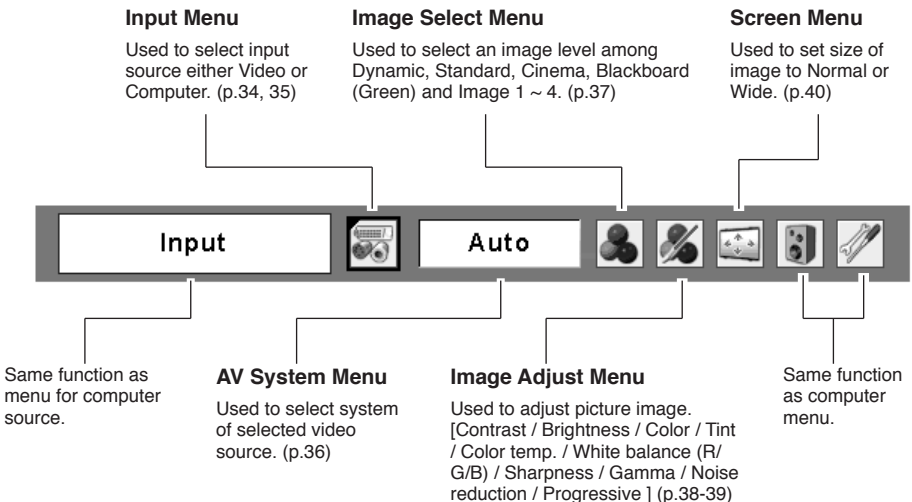 Input Menu
Used to select input
source either Video or
Computer. (p.34, 35)
Image Select Menu
Used to select an image level among
Dynamic, Standard, Cinema, Blackboard
(Green) and Image 1 ~ 4. (p.37)
Screen Menu
Used to set size of
image to Normal or
Wide. (p.40)
Input
Auto
Same function as
menu for computer
source.
AV System Menu
Used to select system
of selected video
source. (p.36)
Image Adjust Menu
Used to adjust picture image.
[Contrast / Brightness / Color / Tint
/ Color temp. / White balance (R/
G/B) / Sharpness / Gamma / Noise
reduction / Progressive ] (p.38-39)
Same function
as computer
menu.